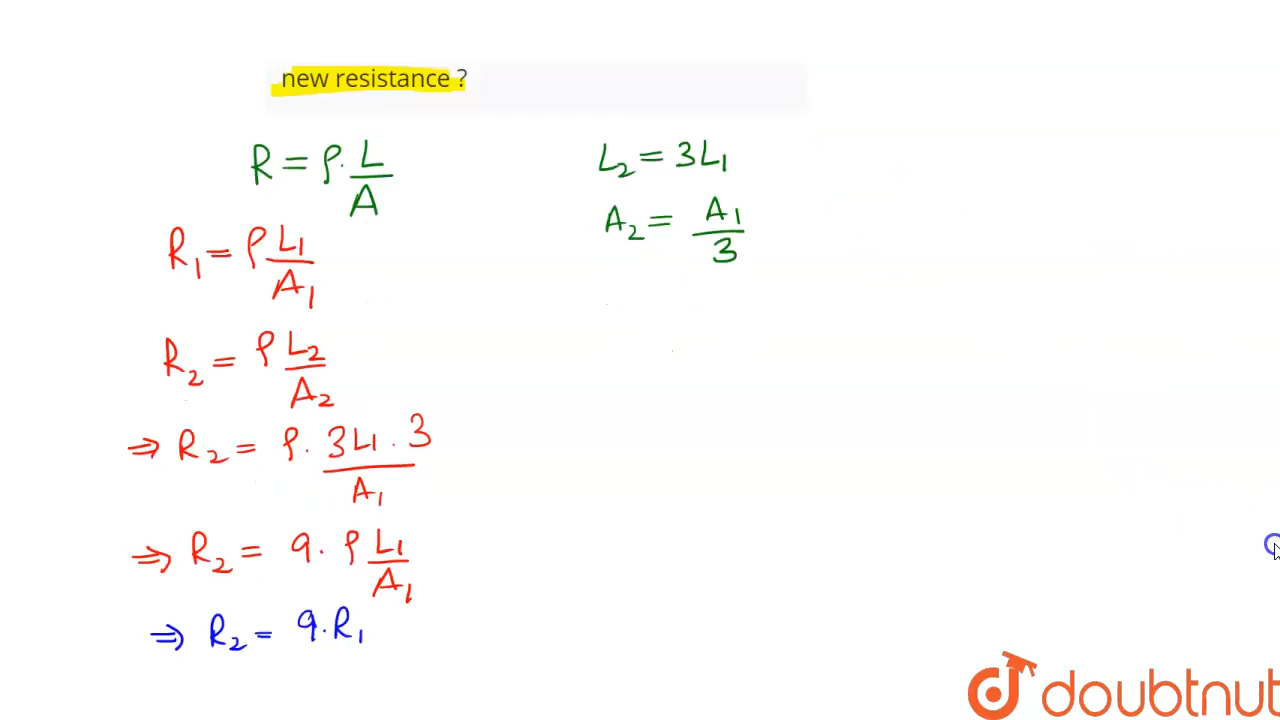 new resistance ?
R = ρ. L/A
L₂ = 3L₁
A₂ = A₁/3
R₁ = ρ L₁/A₁
R₂ = ρ L₂/A₂
⇒ R₂ = ρ. 3L₁ . 3/A₁
⇒ R₂ = 9. ρ L₁/A₁
⇒ R₂ = 9.R₁
doubtnut